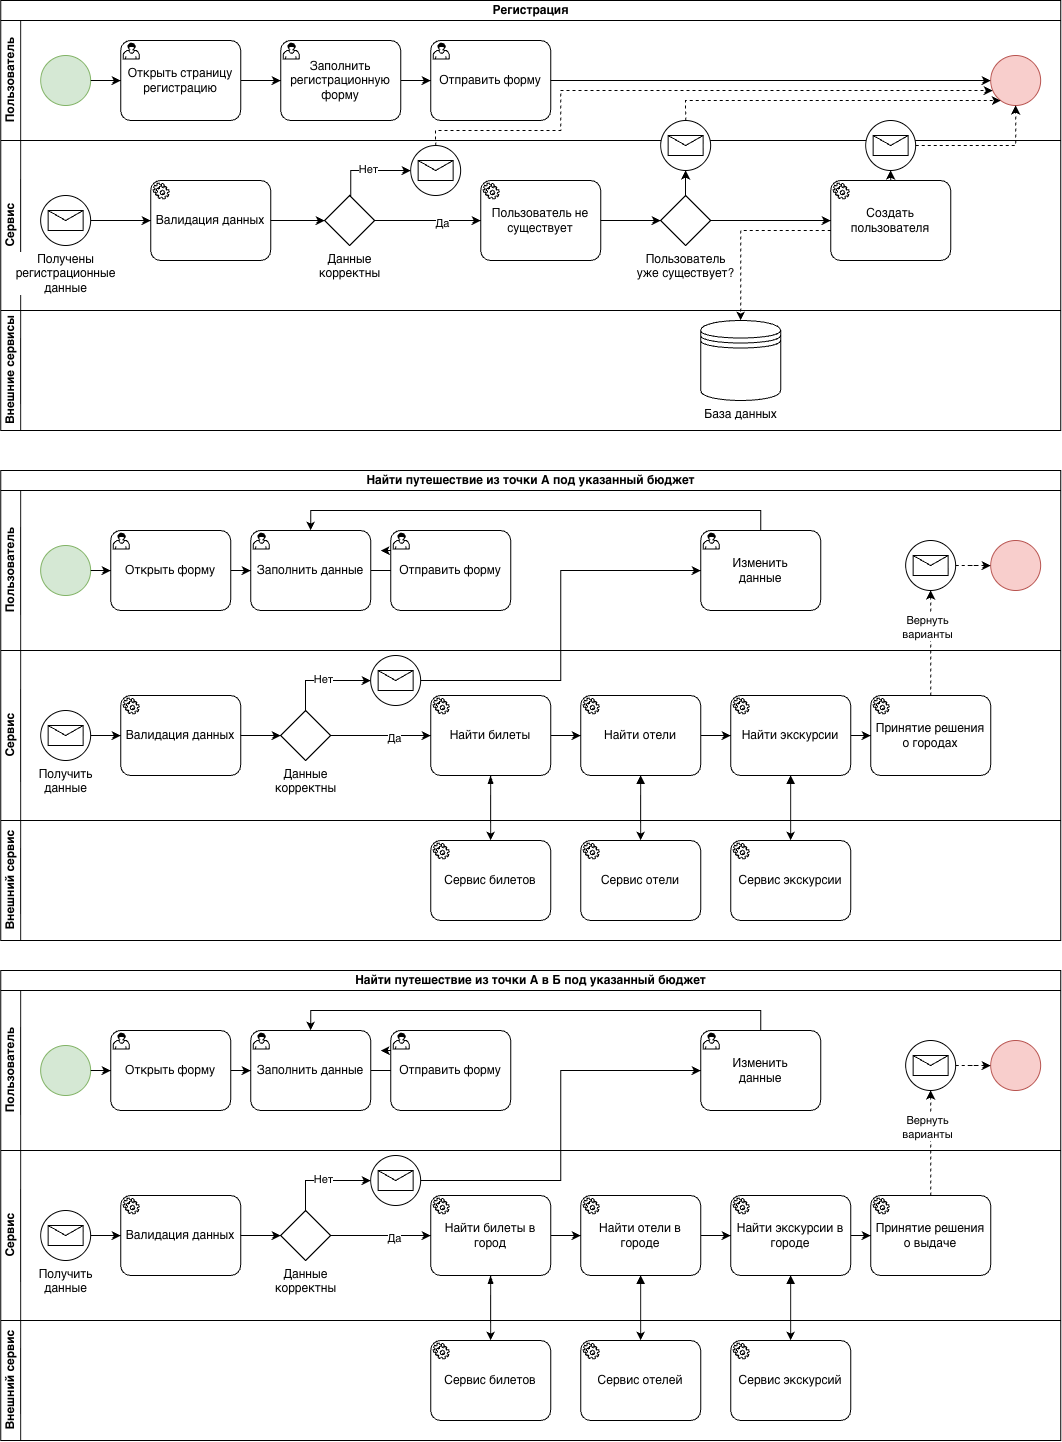 Регистрация
Пользователь
Открыть страницу
регистрацию
Заполнить
регистрационную
форму
Отправить форму
Сервис
Нет
Валидация данных
Да
Пользователь не
существует
Создать
пользователя
Получены
регистрационные
данные
Данные
корректны
Пользователь
уже существует?
Внешние сервисы
База данных
Найти путешествие из точки А под указанный бюджет
Пользователь
Открыть форму
Заполнить данные
Отправить форму
Изменить
данные
Вернуть
варианты
Сервис
Нет
Валидация данных
Да
Найти билеты
Найти отели
Найти экскурсии
Принятие решения
о городах
Получить
данные
Данные
корректны
Внешний сервис
Сервис билетов
Сервис отели
Сервис экскурсии
Найти путешествие из точки А в Б под указанный бюджет
Пользователь
Открыть форму
Заполнить данные
Отправить форму
Изменить
данные
Вернуть
варианты
Сервис
Нет
Валидация данных
Да
Найти билеты в
город
Найти отели в
городе
Найти экскурсии в
городе
Принятие решения
о выдаче
Получить
данные
Данные
корректны
Внешний сервис
Сервис билетов
Сервис отелей
Сервис экскурсий